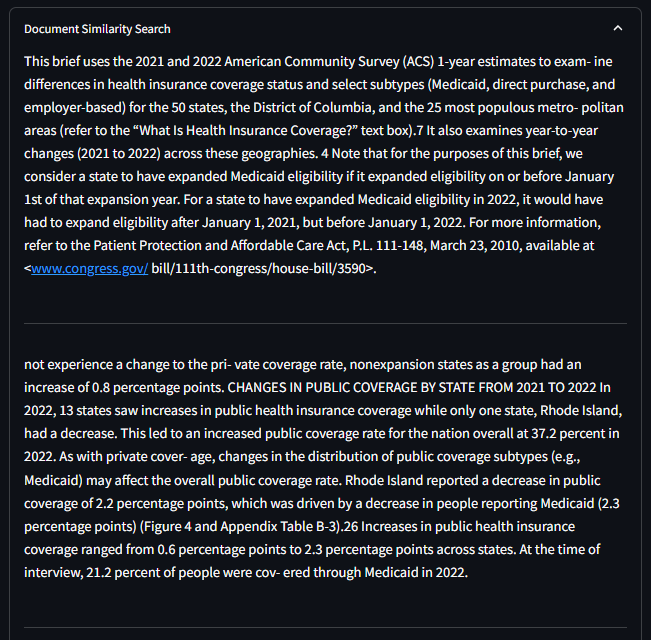 Document Similarity Search
This brief uses the 2021 and 2022 American Community Survey (ACS) 1-year estimates to exam- ine
differences in health insurance coverage status and select subtypes (Medicaid, direct purchase, and
employer-based) for the 50 states, the District of Columbia, and the 25 most populous metro- politan
areas (refer to the “What Is Health Insurance Coverage?” text box).7 It also examines year-to-year
changes (2021 to 2022) across these geographies. 4 Note that for the purposes of this brief, we
consider a state to have expanded Medicaid eligibility if it expanded eligibility on or before January
1st of that expansion year. For a state to have expanded Medicaid eligibility in 2022, it would have
had to expand eligibility after January 1, 2021, but before January 1, 2022. For more information,
refer to the Patient Protection and Affordable Care Act, P.L. 111-148, March 23, 2010, available at
<www.congress.gov/ bill/111th-congress/house-bill/3590>.
not experience a change to the pri- vate coverage rate, nonexpansion states as a group had an
increase of 0.8 percentage points. CHANGES IN PUBLIC COVERAGE BY STATE FROM 2021 TO 2022 In
2022, 13 states saw increases in public health insurance coverage while only one state, Rhode Island,
had a decrease. This led to an increased public coverage rate for the nation overall at 37.2 percent in
2022. As with private cover- age, changes in the distribution of public coverage subtypes (e.g.,
Medicaid) may affect the overall public coverage rate. Rhode Island reported a decrease in public
coverage of 2.2 percentage points, which was driven by a decrease in people reporting Medicaid (2.3
percentage points) (Figure 4 and Appendix Table B-3).26 Increases in public health insurance
coverage ranged from 0.6 percentage points to 2.3 percentage points across states. At the time of
interview, 21.2 percent of people were cov- ered through Medicaid in 2022.